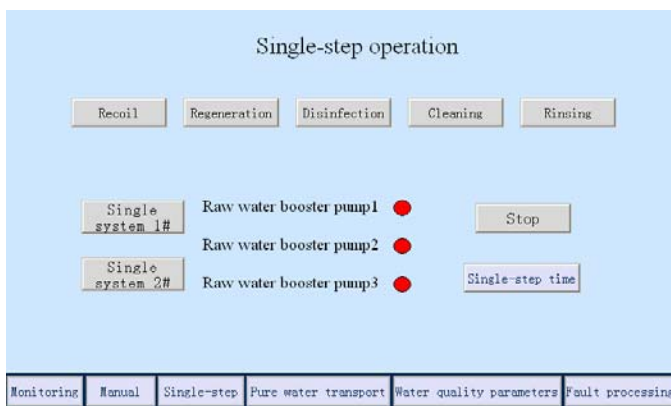 Single-step operation
Recoil Regeneration Disinfection Cleaning Rinsing
Single system 1#
Raw water booster pump1
Stop
Raw water booster pump2
Single system 2#
Raw water booster pump3
Single-step time
Monitoring Manual Single-step Pure water transport Water quality parameters Fault processing